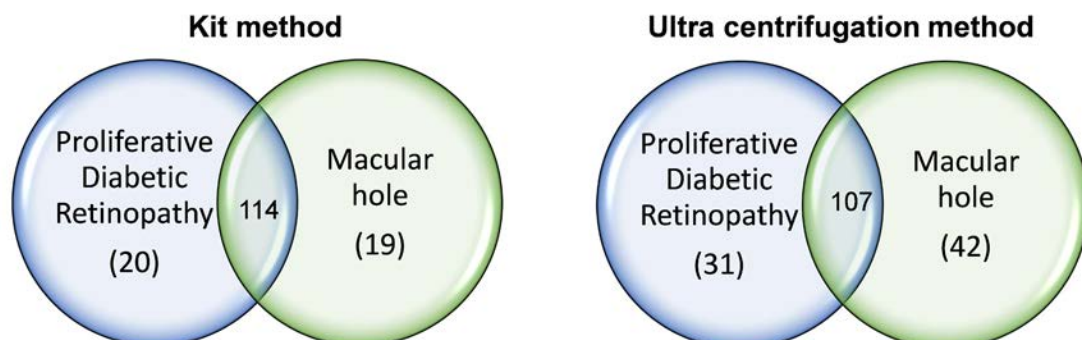 Kit method
Proliferative
Diabetic
Retinopathy
(20)
114
Macular
hole
(19)
Ultra centrifugation method
Proliferative
Diabetic
Retinopathy
(31)
107
Macular
hole
(42)